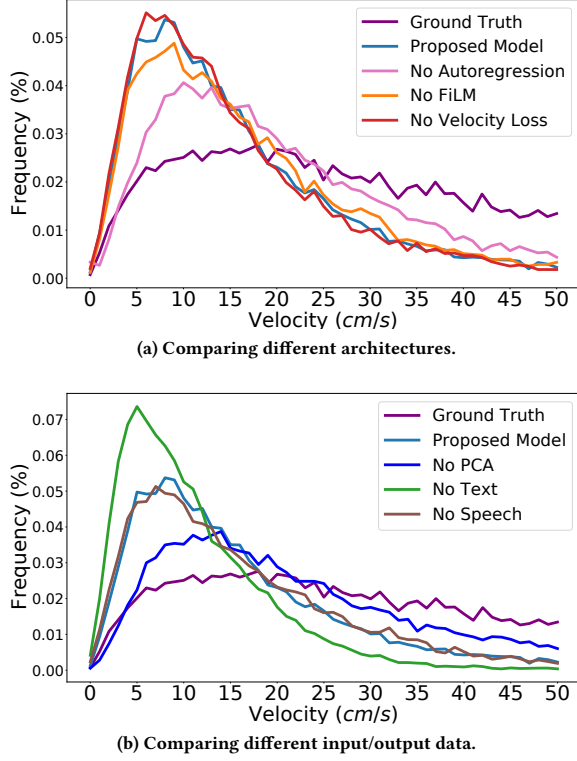 0.05
0.04
0.03
0.02
0.01
0.00
Frequency (%)
Ground Truth
Proposed Model
No Autoregression
No FiLM
No Velocity Loss
0 5 10 15 20 25 30 35 40 45 50
Velocity (cm/s)
(a) Comparing different architectures.
0.07
0.06
0.05
0.04
0.03
0.02
0.01
0.00
Frequency (%)
Ground Truth
Proposed Model
No PCA
No Text
No Speech
0 5 10 15 20 25 30 35 40 45 50
Velocity (cm/s)
(b) Comparing different input/output data.